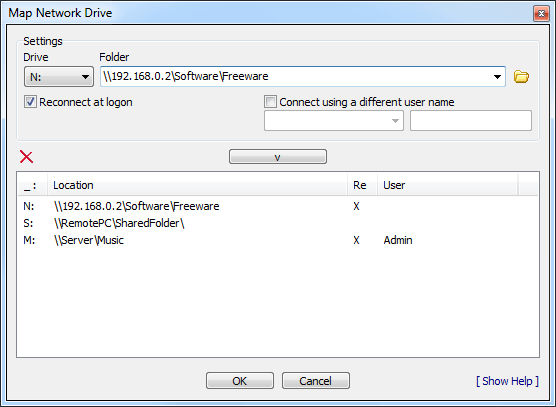 Map Network Drive
Settings
Drive Folder
N: \\192.168.0.2\Software\Freeware
Reconnect at logon Connect using a different user name
v
_ : Location Re User
N: \\192.168.0.2\Software\Freeware X
S: \\RemotePC\SharedFolder\
M: \\Server\Music X Admin
OK Cancel [ Show Help ]